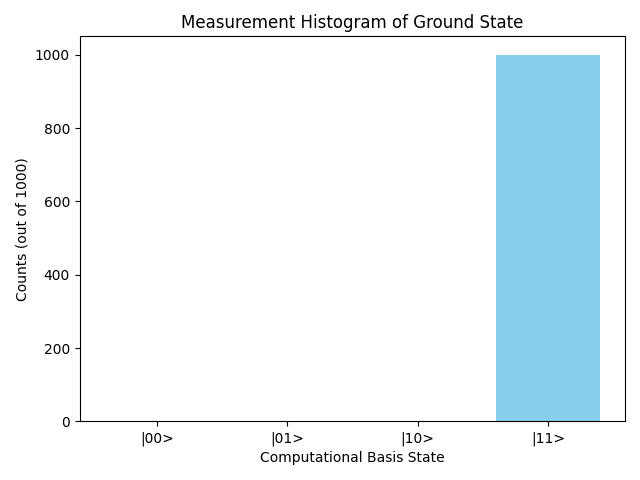 Measurement Histogram of Ground State
Counts (out of 1000)
1000
800
600
400
200
0
|00> |01> |10> |11>
Computational Basis State